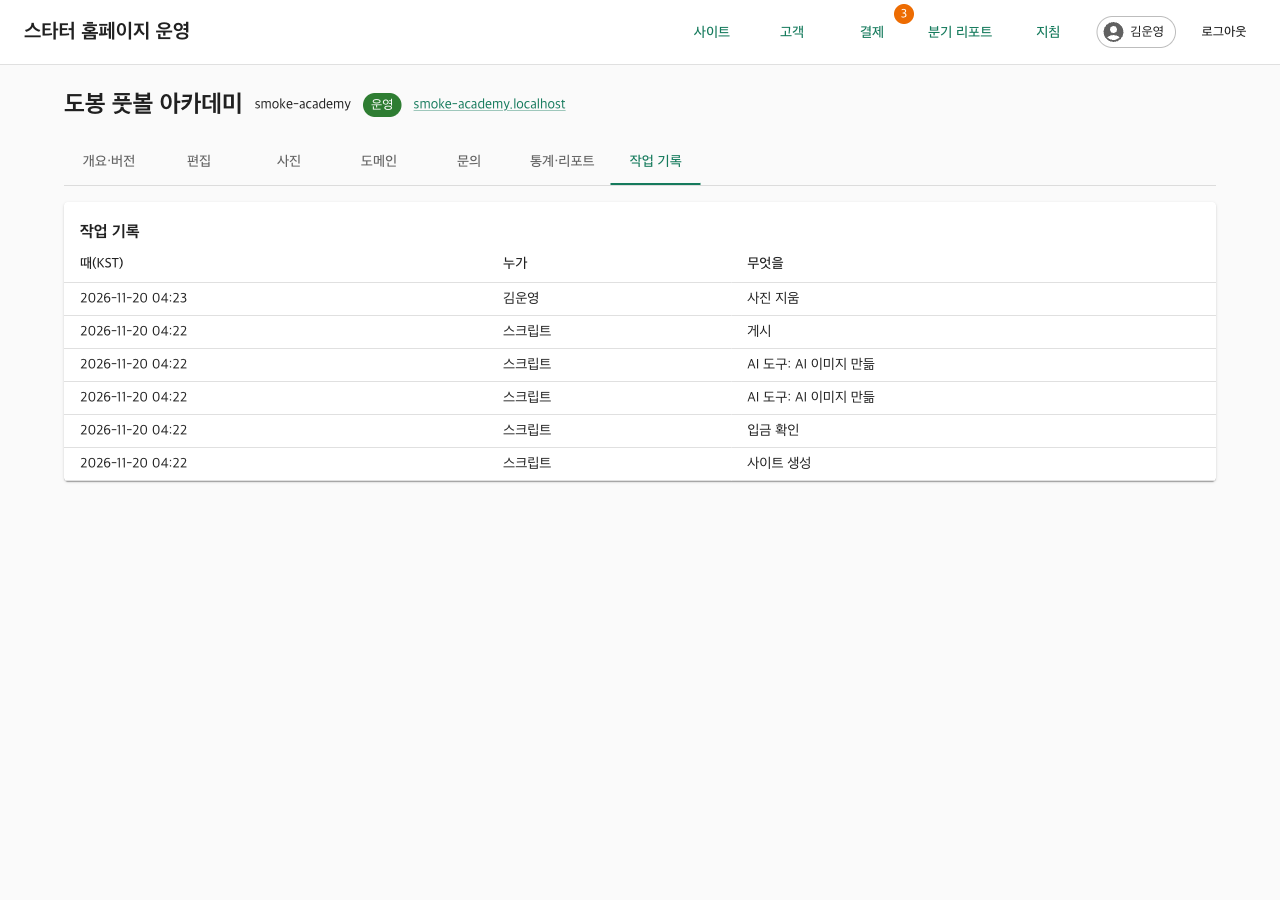 스타터 홈페이지 운영 사이트 고객 결제 3 분기 리포트 지침 김운영 로그아웃
도봉 풋볼 아카데미 smoke-academy 운영 smoke-academy.localhost
개요·버전 편집 사진 도메인 문의 통계·리포트 작업 기록
작업 기록
때(KST) 누가 무엇을
2026-11-20 04:23 김운영 사진 지움
2026-11-20 04:22 스크립트 게시
2026-11-20 04:22 스크립트 AI 도구: AI 이미지 만듦
2026-11-20 04:22 스크립트 AI 도구: AI 이미지 만듦
2026-11-20 04:22 스크립트 입금 확인
2026-11-20 04:22 스크립트 사이트 생성